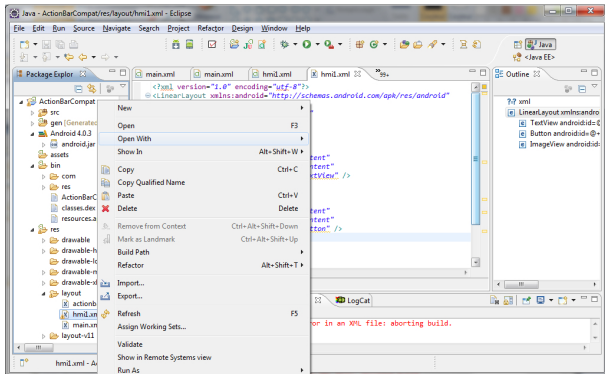 Java - ActionBarCompat/res/layout/hmi1.xml - Eclipse
File Edit Run Source Navigate Search Project Refactor Design Window Help
Java
<Java EE>
Package Explor
main.xml
main.xml
hmi1.xml
hmi1.xml
99+
Outline
<?xml version="1.0" encoding="utf-8"?>
<LinearLayout xmlns:android="http://schemas.android.com/apk/res/android"
ActionBarCompat
src
gen [Generated
Android 4.0.3
android.jar
assets
bin
com
res
ActionBarC
classes.dex
resources.a
res
drawable
drawable-h
drawable-ld
drawable-m
drawable-xl
layout
actionb
hmi1.xm
main.xm
layout-v11
New
Open F3
Open With
Show In Alt+Shift+W
Copy Ctrl+C
Copy Qualified Name
Paste Ctrl+V
Delete Delete
Remove from Context Ctrl+Alt+Shift+Down
Mark as Landmark Ctrl+Alt+Shift+Up
Build Path
Refactor Alt+Shift+T
Import...
Export...
Refresh F5
Assign Working Sets...
Validate
Show in Remote Systems view
Run As
tent"
tent"
xtView" />
tent"
tent"
tton" />
?=? xml
LinearLayout xmlns:andro
TextView android:id=
Button android:id=@+
ImageView android:id
LogCat
or in an XML file: aborting build.
hmi1.xml - A